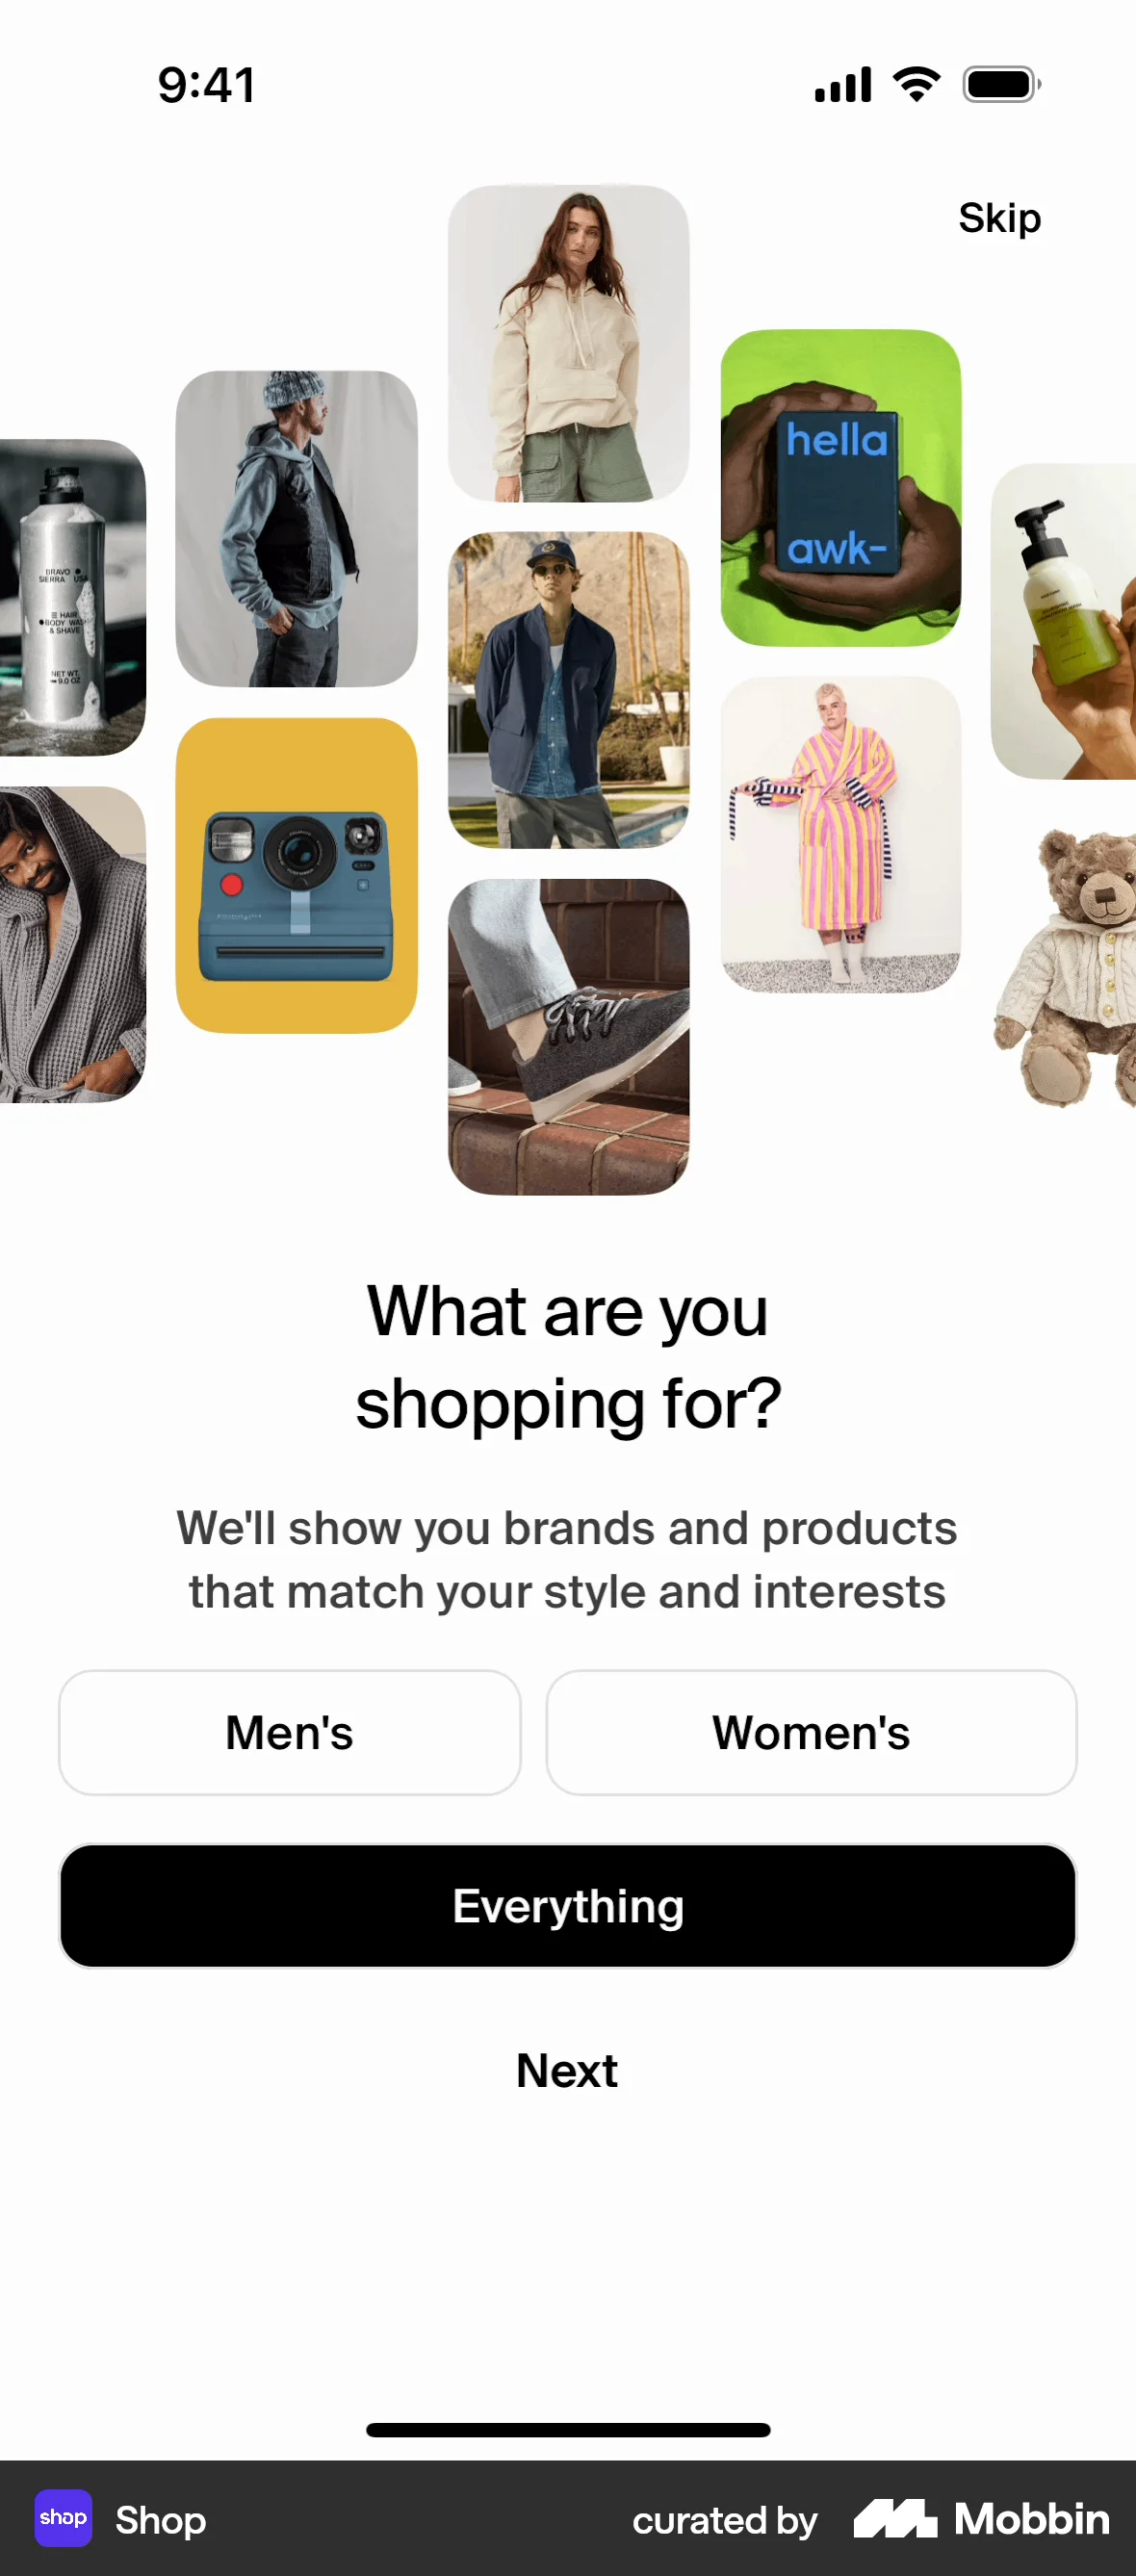 9:41
Skip
hella
awk-
BRAVO
SIERRA USA
HAIR
BODY WASH
& SHAVE
NET WT.
9.0 OZ
What are you
shopping for?
We'll show you brands and products
that match your style and interests
Men's
Women's
Everything
Next
shop
Shop
curated by
Mobbin